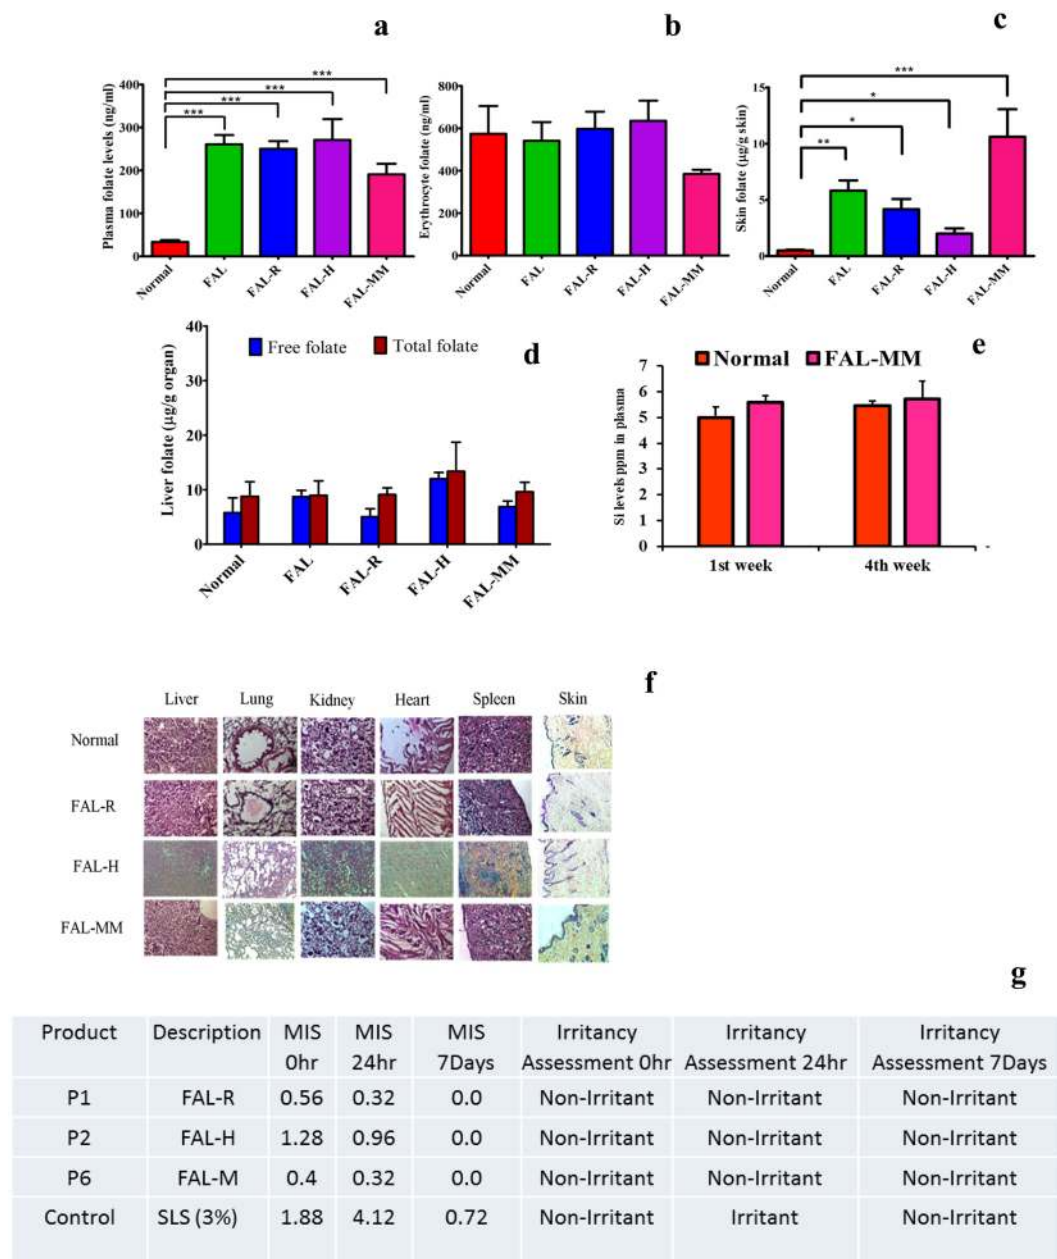 a
b
c
Plasma folate levels (ng/ml)
400
300
200
100
0
***
***
***
***
Normal
FAL
FAL-R
FAL-H
FAL-MM
Erythrocyte folate (ng/ml)
800
600
400
200
0
Normal
FAL
FAL-R
FAL-H
FAL-MM
Skin folate (µg/g skin)
15
10
5
0
***
*
*
**
Normal
FAL
FAL-R
FAL-H
FAL-MM
d
Liver folate (µg/g organ)
40
30
20
10
0
Free folate
Total folate
Normal
FAL
FAL-R
FAL-H
FAL-MM
e
Normal
FAL-MM
Si levels ppm in plasma
7
6
5
4
3
2
1
0
1st week
4th week
f
Liver Lung Kidney Heart Spleen Skin
Normal
FAL-R
FAL-H
FAL-MM
g
Product Description MIS 0hr MIS 24hr MIS 7Days Irritancy Assessment 0hr Irritancy Assessment 24hr Irritancy Assessment 7Days
P1 FAL-R 0.56 0.32 0.0 Non-Irritant Non-Irritant Non-Irritant
P2 FAL-H 1.28 0.96 0.0 Non-Irritant Non-Irritant Non-Irritant
P6 FAL-M 0.4 0.32 0.0 Non-Irritant Non-Irritant Non-Irritant
Control SLS (3%) 1.88 4.12 0.72 Non-Irritant Irritant Non-Irritant